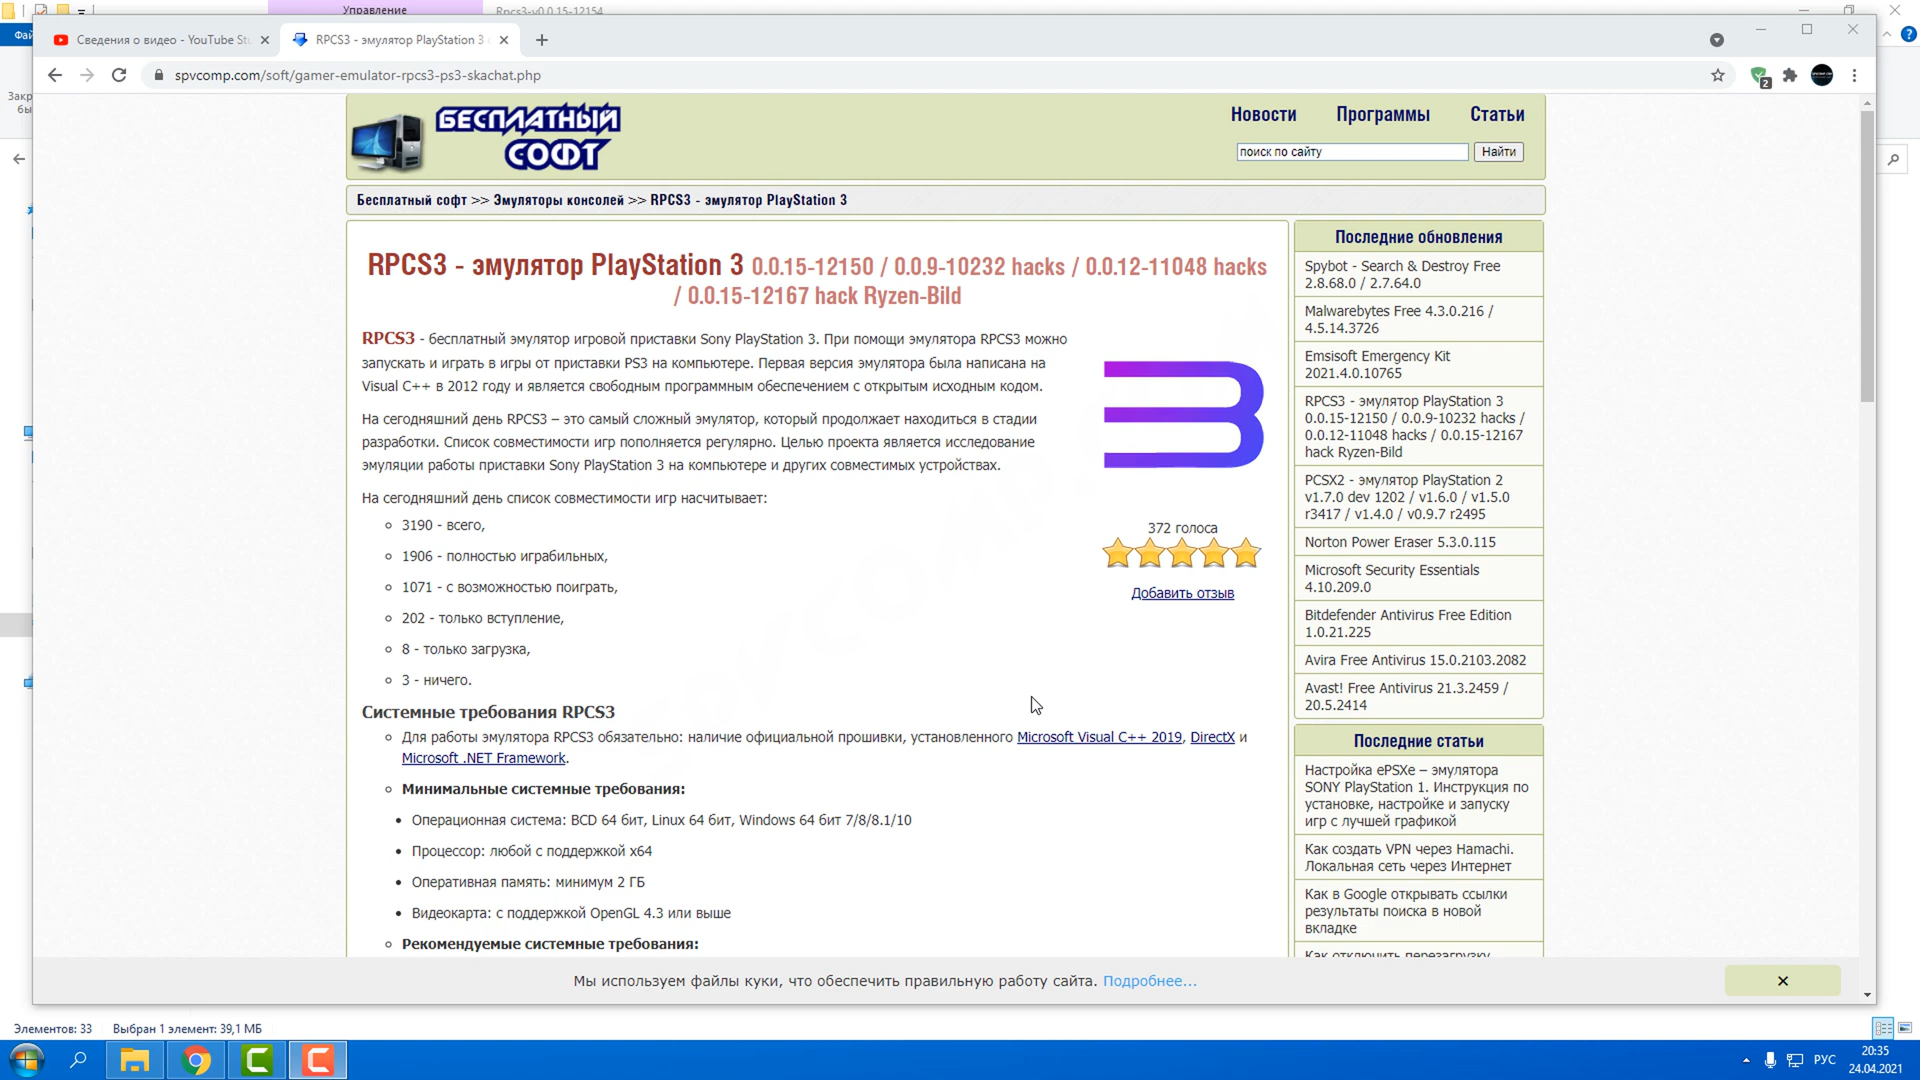 Управление
Rpcs3-v0.0.15-12154
Фай
Сведения о видео - YouTube St
RPCS3 - эмулятор PlayStation 3
spvcomp.com/soft/gamer-emulator-rpcs3-ps3-skachat.php
2
Закр
бы
БЕСПЛАТНЫЙ
СОФТ
Новости
Программы
Статьи
поиск по сайту
Найти
Бесплатный софт >> Эмуляторы консолей >> RPCS3 - эмулятор PlayStation 3
RPCS3 - эмулятор PlayStation 3 0.0.15-12150 / 0.0.9-10232 hacks / 0.0.12-11048 hacks
/ 0.0.15-12167 hack Ryzen-Bild
RPCS3 - бесплатный эмулятор игровой приставки Sony PlayStation 3. При помощи эмулятора RPCS3 можно
запускать и играть в игры от приставки PS3 на компьютере. Первая версия эмулятора была написана на
Visual C++ в 2012 году и является свободным программным обеспечением с открытым исходным кодом.
На сегодняшний день RPCS3 – это самый сложный эмулятор, который продолжает находиться в стадии
разработки. Список совместимости игр пополняется регулярно. Целью проекта является исследование
эмуляции работы приставки Sony PlayStation 3 на компьютере и других совместимых устройствах.
На сегодняшний день список совместимости игр насчитывает:
3190 - всего,
1906 - полностью играбильных,
1071 - с возможностью поиграть,
202 - только вступление,
8 - только загрузка,
3 - ничего.
372 голоса
Добавить отзыв
Системные требования RPCS3
Для работы эмулятора RPCS3 обязательно: наличие официальной прошивки, установленного Microsoft Visual C++ 2019, DirectX и
Microsoft .NET Framework.
Минимальные системные требования:
Операционная система: BCD 64 бит, Linux 64 бит, Windows 64 бит 7/8/8.1/10
Процессор: любой с поддержкой x64
Оперативная память: минимум 2 ГБ
Видеокарта: с поддержкой OpenGL 4.3 или выше
Рекомендуемые системные требования:
Последние обновления
Spybot - Search & Destroy Free
2.8.68.0 / 2.7.64.0
Malwarebytes Free 4.3.0.216 /
4.5.14.3726
Emsisoft Emergency Kit
2021.4.0.10765
RPCS3 - эмулятор PlayStation 3
0.0.15-12150 / 0.0.9-10232 hacks /
0.0.12-11048 hacks / 0.0.15-12167
hack Ryzen-Bild
PCSX2 - эмулятор PlayStation 2
v1.7.0 dev 1202 / v1.6.0 / v1.5.0
r3417 / v1.4.0 / v0.9.7 r2495
Norton Power Eraser 5.3.0.115
Microsoft Security Essentials
4.10.209.0
Bitdefender Antivirus Free Edition
1.0.21.225
Avira Free Antivirus 15.0.2103.2082
Avast! Free Antivirus 21.3.2459 /
20.5.2414
Последние статьи
Настройка ePSXe – эмулятора
SONY PlayStation 1. Инструкция по
установке, настройке и запуску
игр с лучшей графикой
Как создать VPN через Hamachi.
Локальная сеть через Интернет
Как в Google открывать ссылки
результаты поиска в новой
вкладке
Как отключить перезагрузку
Мы используем файлы куки, что обеспечить правильную работу сайта. Подробнее...
Элементов: 33
Выбран 1 элемент: 39,1 МБ
РУС
20:35
24.04.2021